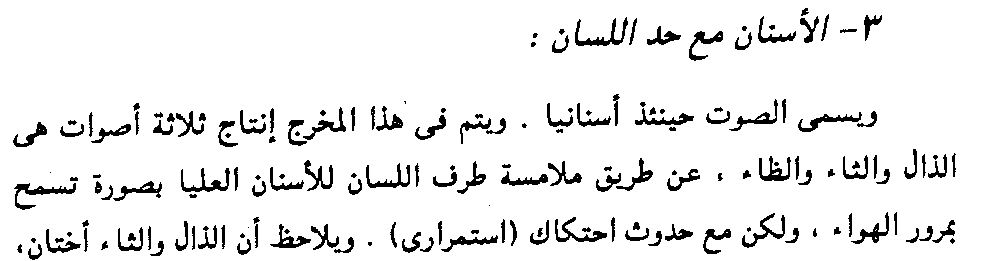 ٣- الأسنان مع حد اللسان :
ويسمى الصوت حينئذ أسنانيا . ويتم فى هذا المخرج إنتاج ثلاثة أصوات هى
الذال والثاء والظاء ، عن طريق ملامسة طرف اللسان للأسنان العليا بصورة تسمح
بمرور الهواء ، ولكن مع حدوث احتكاك (استمرارى) . ويلاحظ أن الذال والثاء أختان،